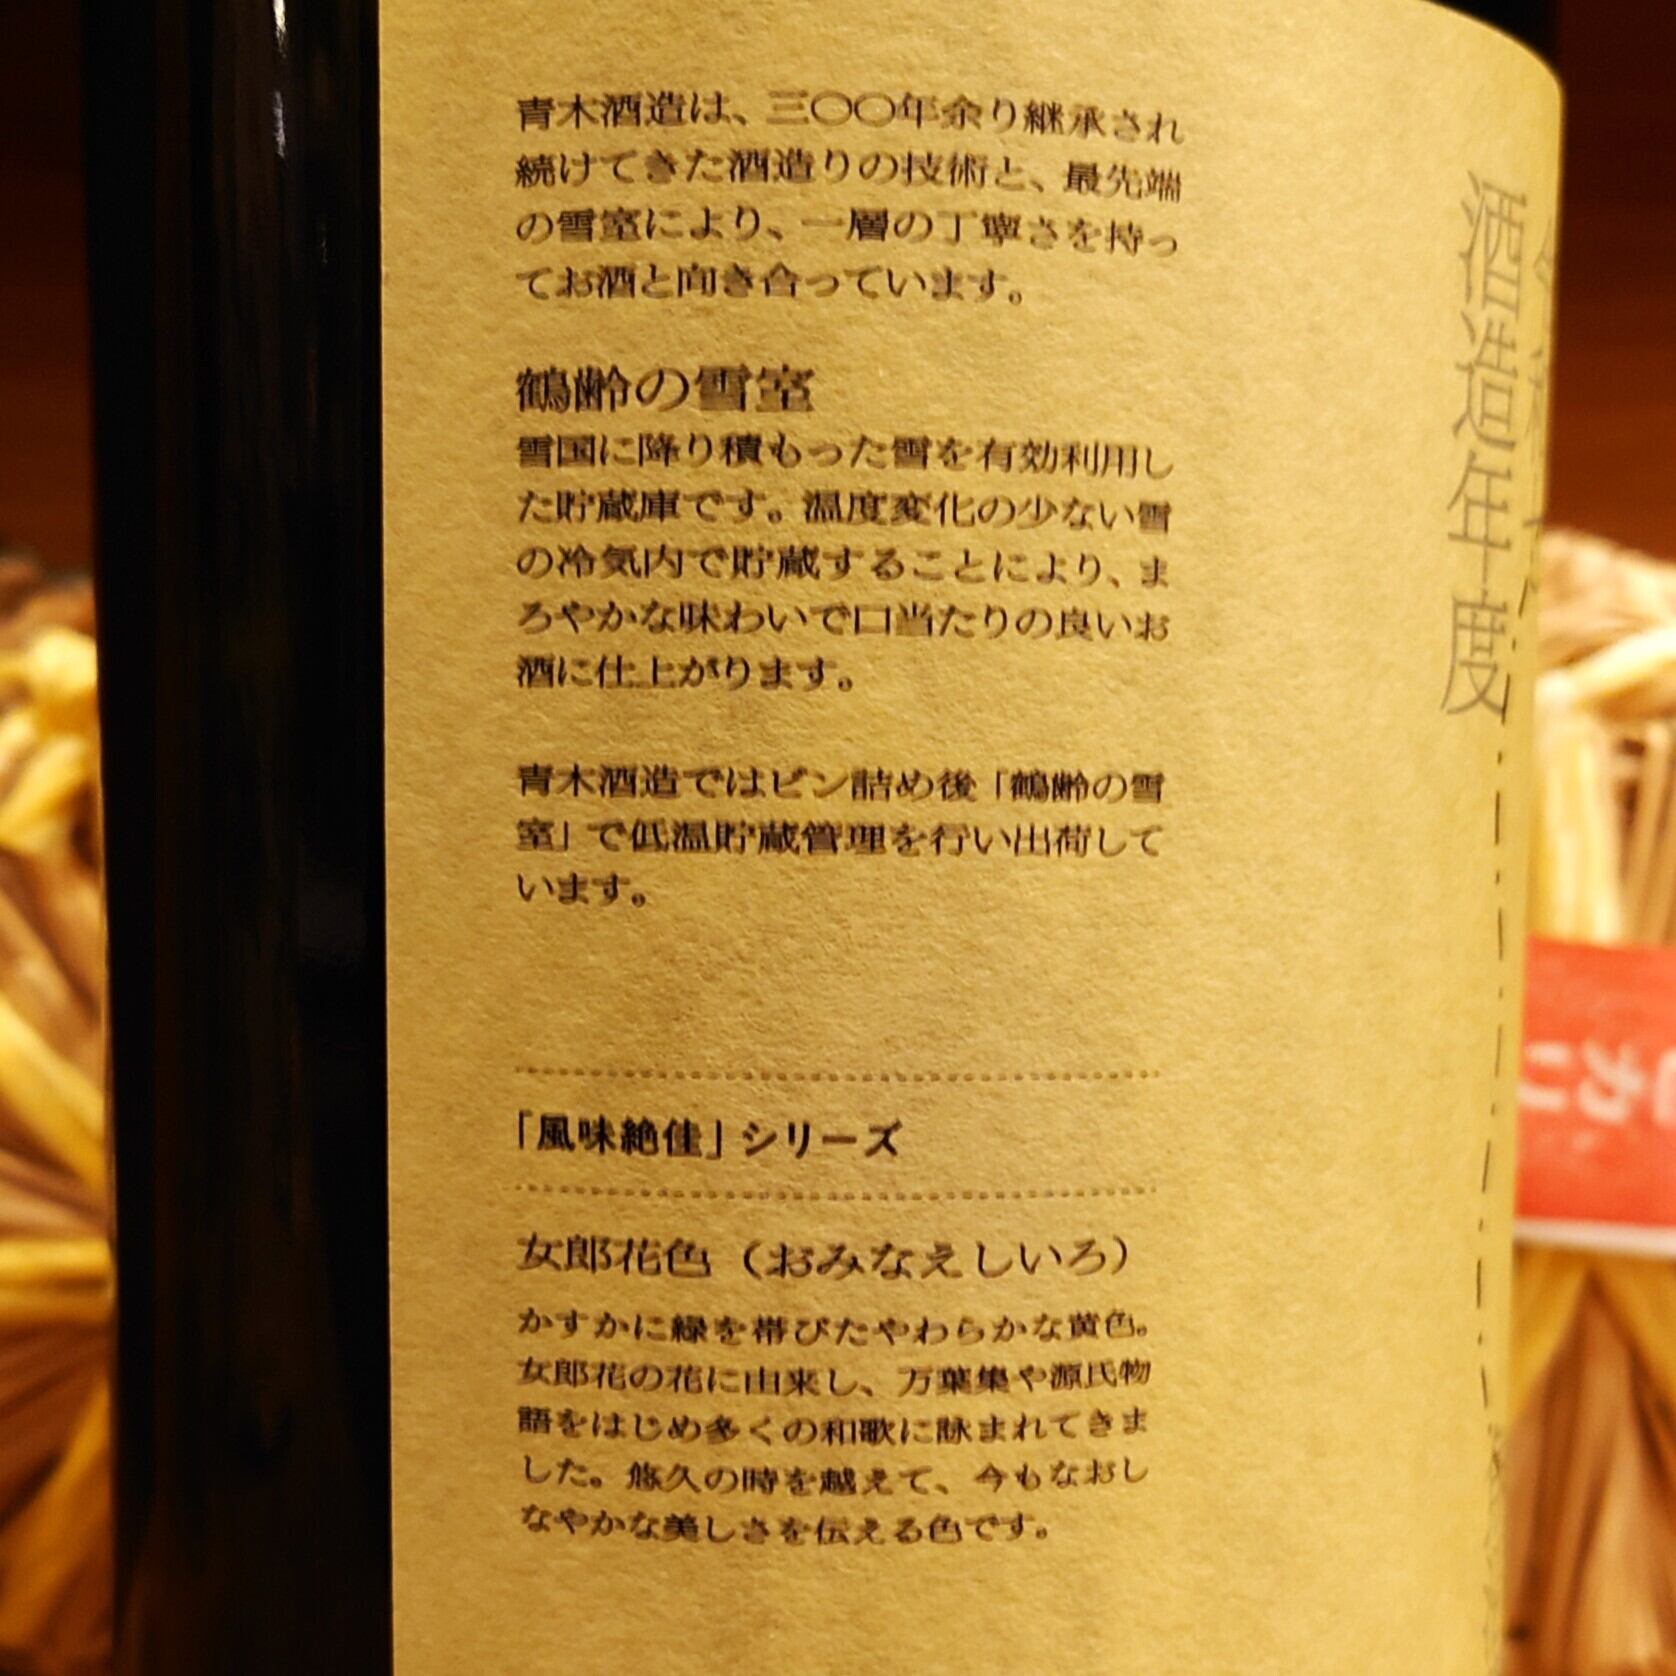 青木酒造は、三〇〇年余り継承され
続けてきた酒造りの技術と、最先端
の雪室により、一層の丁寧さを持っ
てお酒と向き合っています。
鶴齢の雪室
雪国に降り積もった雪を有効利用し
た貯蔵庫です。温度変化の少ない雪
の冷気内で貯蔵することにより、ま
ろやかな味わいで口当たりの良いお
酒に仕上がります。
青木酒造ではビン詰め後「鶴齢の雪
室」で低温貯蔵管理を行い出荷して
います。
「風味絶佳」シリーズ
女郎花色（おみなえしいろ）
かすかに緑を帯びたやわらかな黄色。
女郎花の花に由来し、万葉集や源氏物
語をはじめ多くの和歌に詠まれてきま
した。悠久の時を越えて、今もなおし
なやかな美しさを伝える色です。
酒造年度